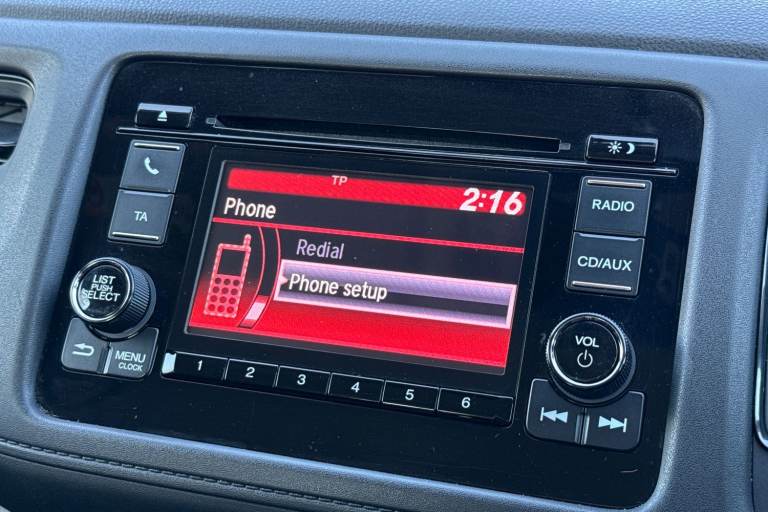 TP
2:16
Phone
Redial
Phone setup
TA
RADIO
CD/AUX
LIST
PUSH
SELECT
MENU
CLOCK
VOL
1 2 3 4 5 6